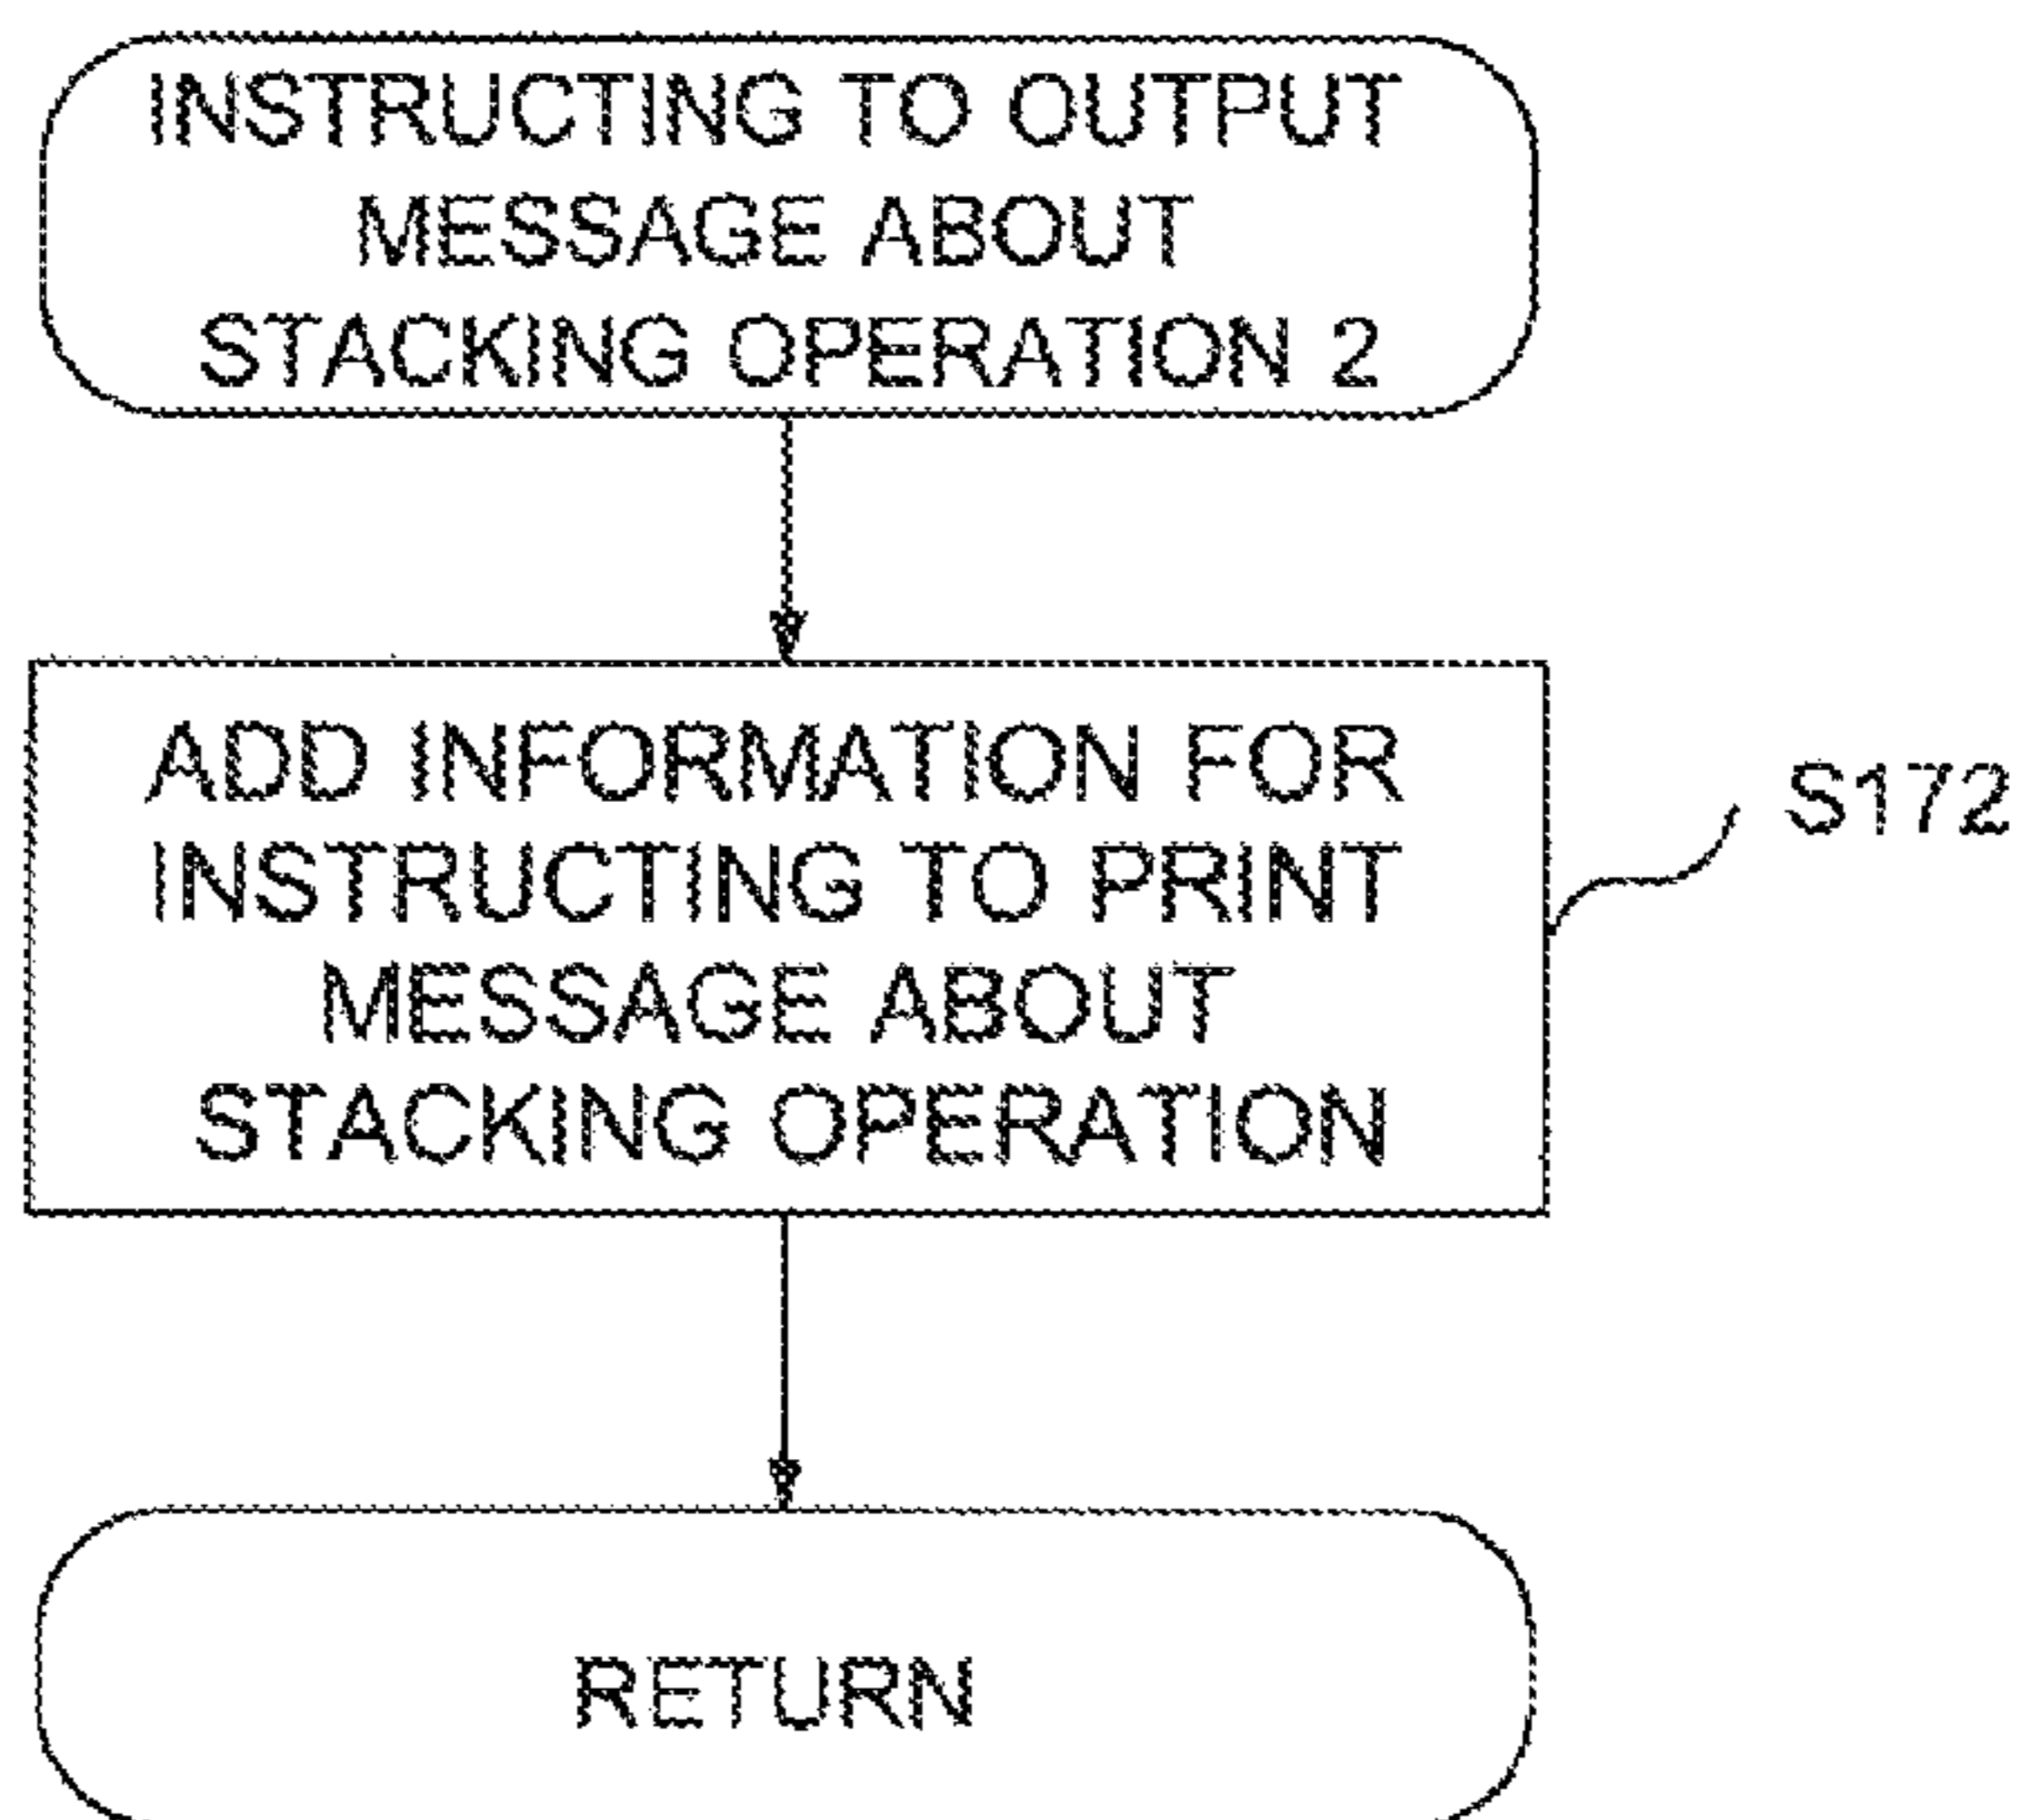 INSTRUCTING TO OUTPUT
MESSAGE ABOUT
STACKING OPERATION 2
ADD INFORMATION FOR
INSTRUCTING TO PRINT
MESSAGE ABOUT
STACKING OPERATION
S172
RETURN